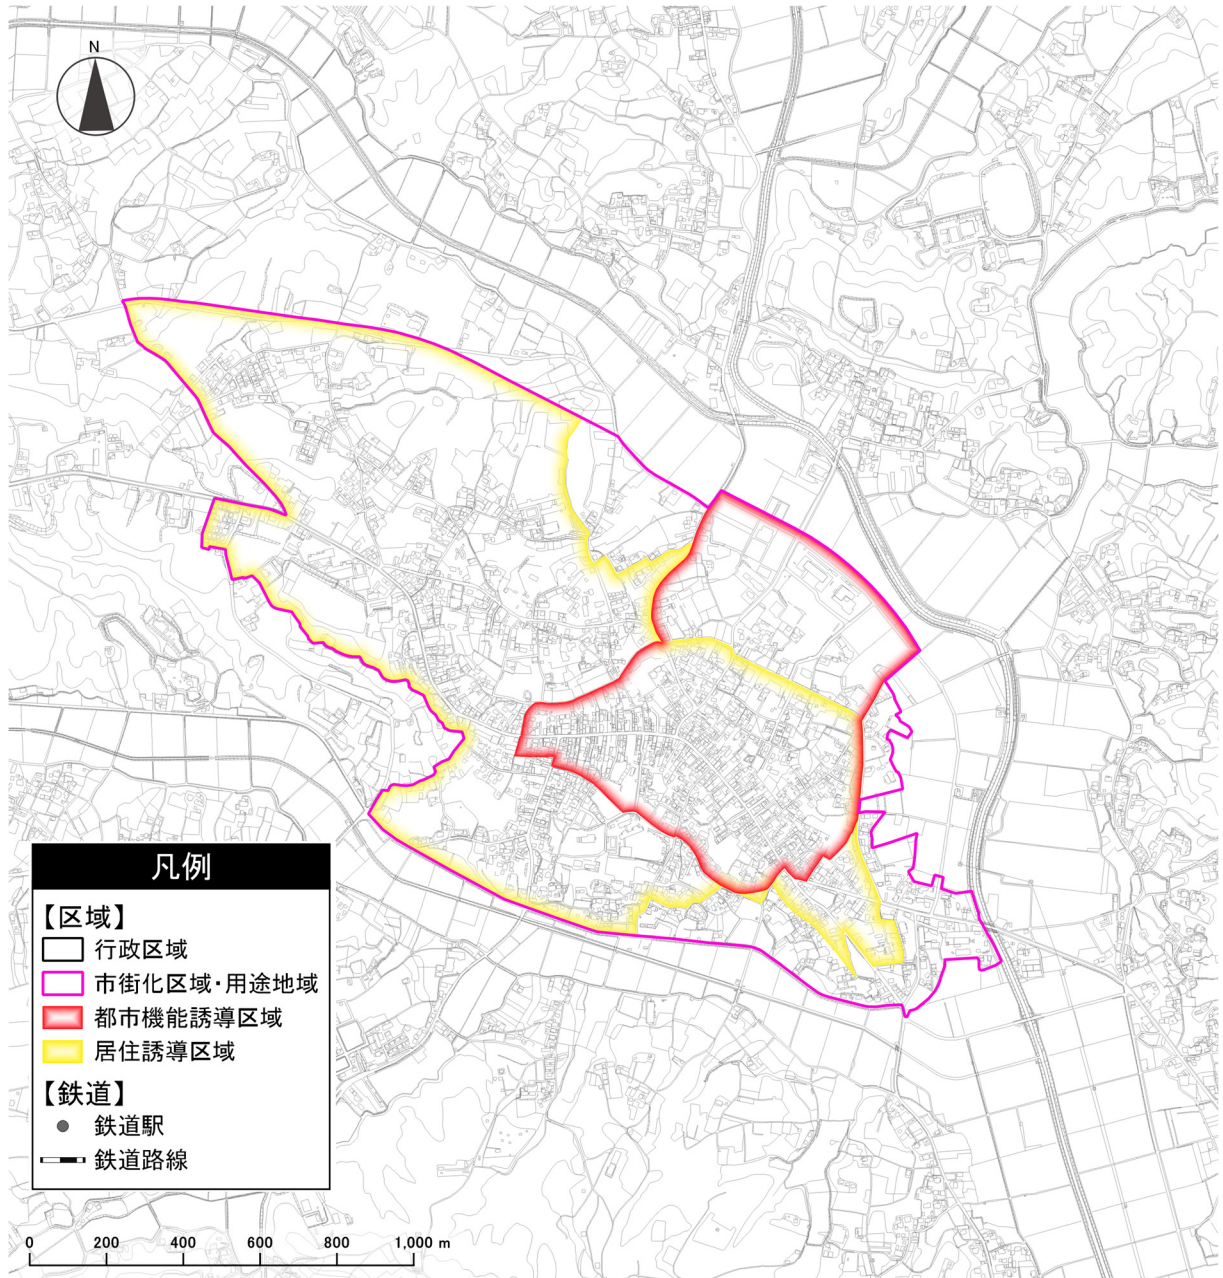 N
凡例
【区域】
行政区域
市街化区域・用途地域
都市機能誘導区域
居住誘導区域
【鉄道】
鉄道駅
鉄道路線
0 200 400 600 800 1,000 m